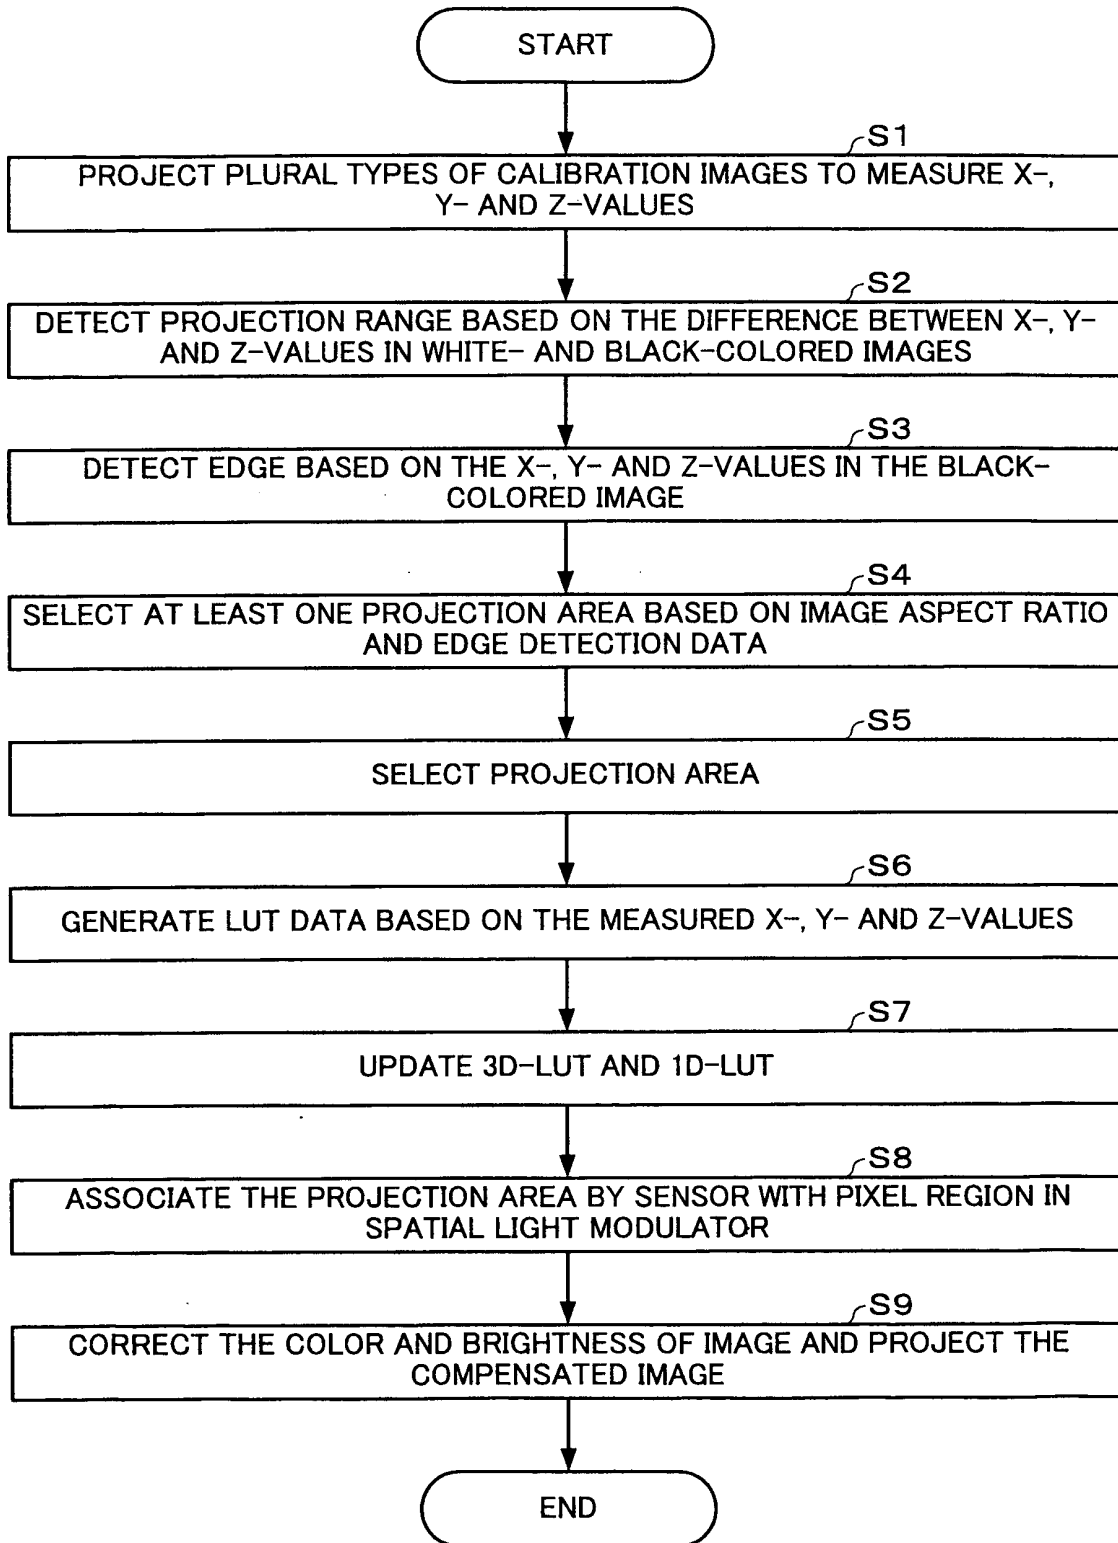 START
S1
PROJECT PLURAL TYPES OF CALIBRATION IMAGES TO MEASURE X-,
Y- AND Z-VALUES
S2
DETECT PROJECTION RANGE BASED ON THE DIFFERENCE BETWEEN X-, Y-
AND Z-VALUES IN WHITE- AND BLACK-COLORED IMAGES
S3
DETECT EDGE BASED ON THE X-, Y- AND Z-VALUES IN THE BLACK-
COLORED IMAGE
S4
SELECT AT LEAST ONE PROJECTION AREA BASED ON IMAGE ASPECT RATIO
AND EDGE DETECTION DATA
S5
SELECT PROJECTION AREA
S6
GENERATE LUT DATA BASED ON THE MEASURED X-, Y- AND Z-VALUES
S7
UPDATE 3D-LUT AND 1D-LUT
S8
ASSOCIATE THE PROJECTION AREA BY SENSOR WITH PIXEL REGION IN
SPATIAL LIGHT MODULATOR
S9
CORRECT THE COLOR AND BRIGHTNESS OF IMAGE AND PROJECT THE
COMPENSATED IMAGE
END